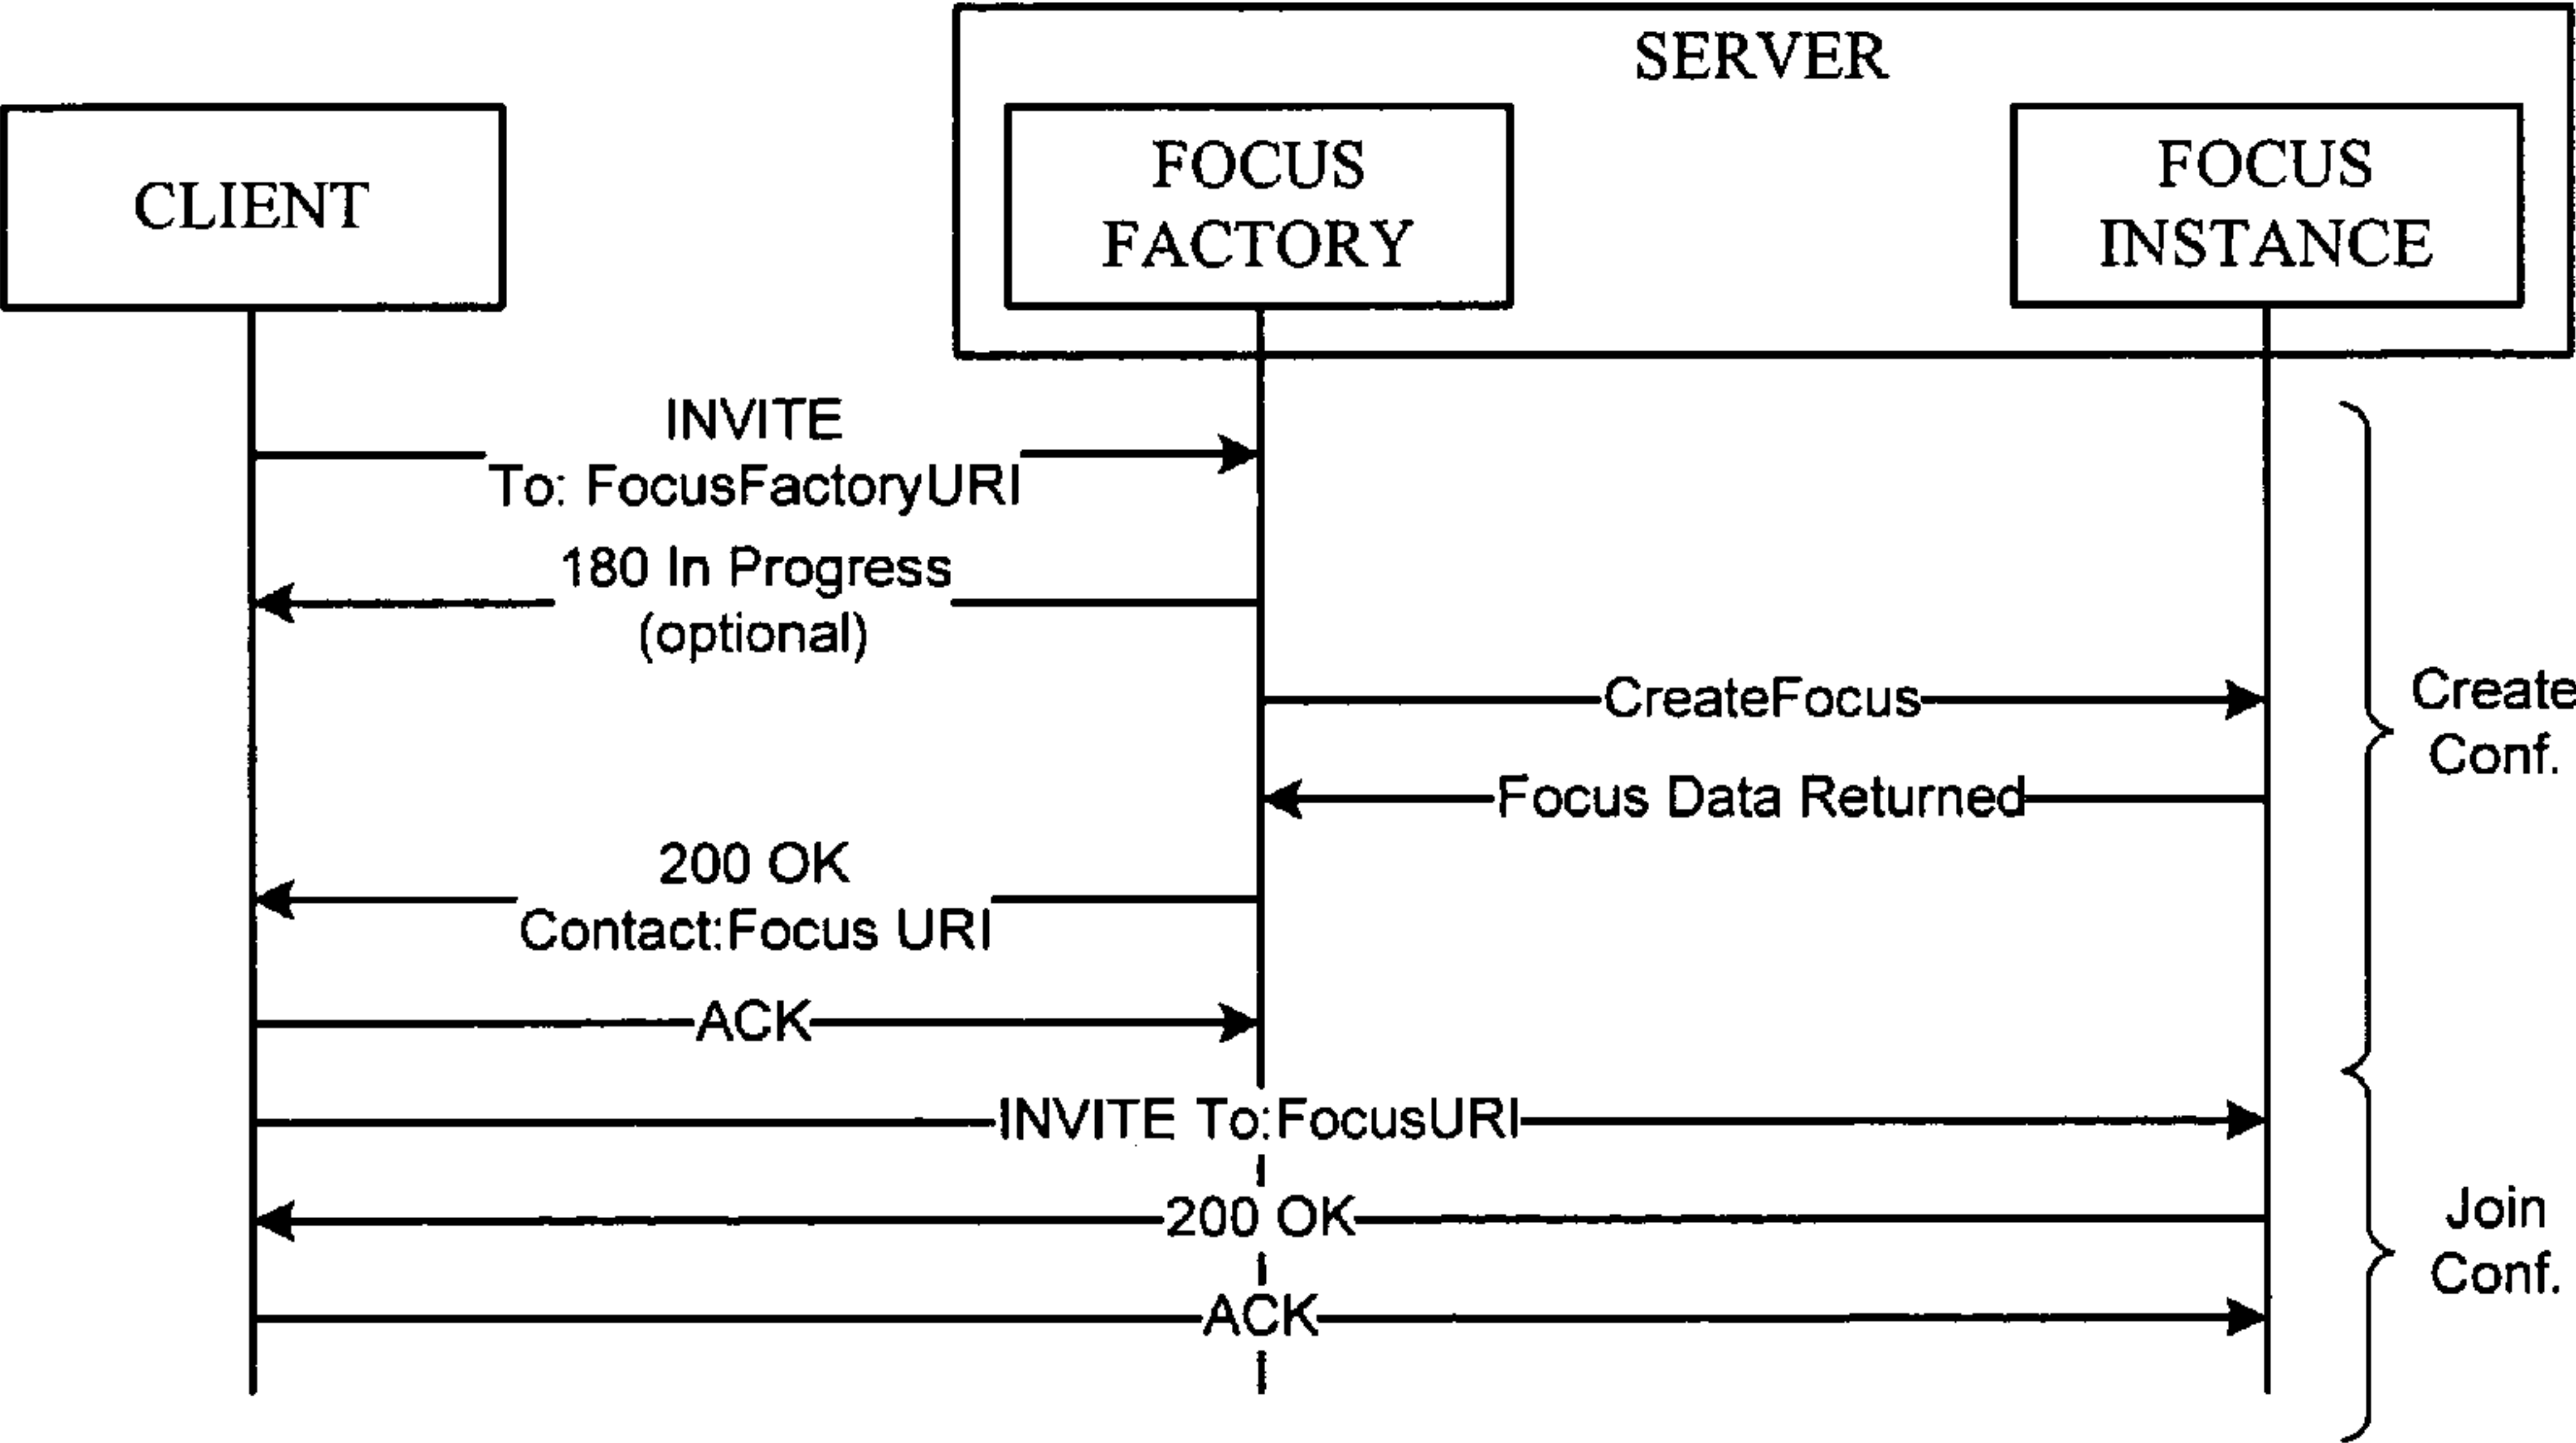 SERVER
CLIENT
FOCUS
FACTORY
FOCUS
INSTANCE
INVITE
To: FocusFactoryURI
180 In Progress
(optional)
CreateFocus
Create
Conf.
Focus Data Returned
200 OK
Contact:Focus URI
ACK
INVITE To:FocusURI
200 OK
Join
Conf.
ACK